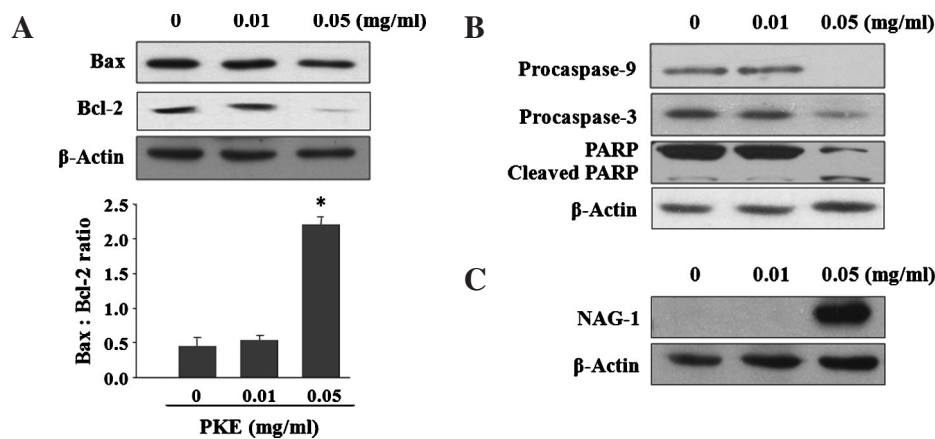 A
0 0.01 0.05 (mg/ml)
Bax
Bcl-2
β-Actin
2.5
2.0
1.5
1.0
0.5
0.0
Bax : Bcl-2 ratio
*
0 0.01 0.05
PKE (mg/ml)
B
0 0.01 0.05 (mg/ml)
Procaspase-9
Procaspase-3
PARP
Cleaved PARP
β-Actin
C
0 0.01 0.05 (mg/ml)
NAG-1
β-Actin